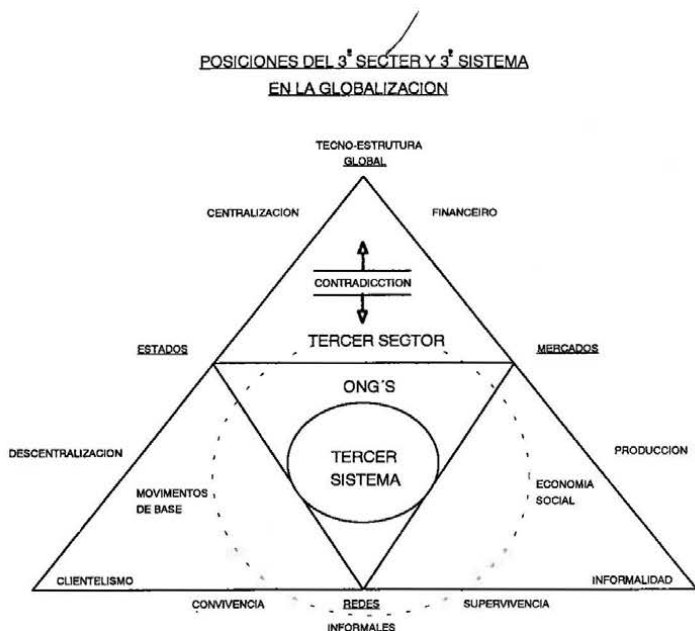 POSICIONES DEL 3º SECTER Y 3º SISTEMA
EN LA GLOBALIZACION
TECNO-ESTRUTURA
GLOBAL
CENTRALIZACION
FINANCEIRO
CONTRADICCTION
TERCER SECTOR
ESTADOS
MERCADOS
ONG´S
DESCENTRALIZACION
PRODUCCION
TERCER
SISTEMA
MOVIMENTOS
DE BASE
ECONOMIA
SOCIAL
CLIENTELISMO
INFORMALIDAD
CONVIVENCIA
REDES
SUPERVIVENCIA
INFORMALES